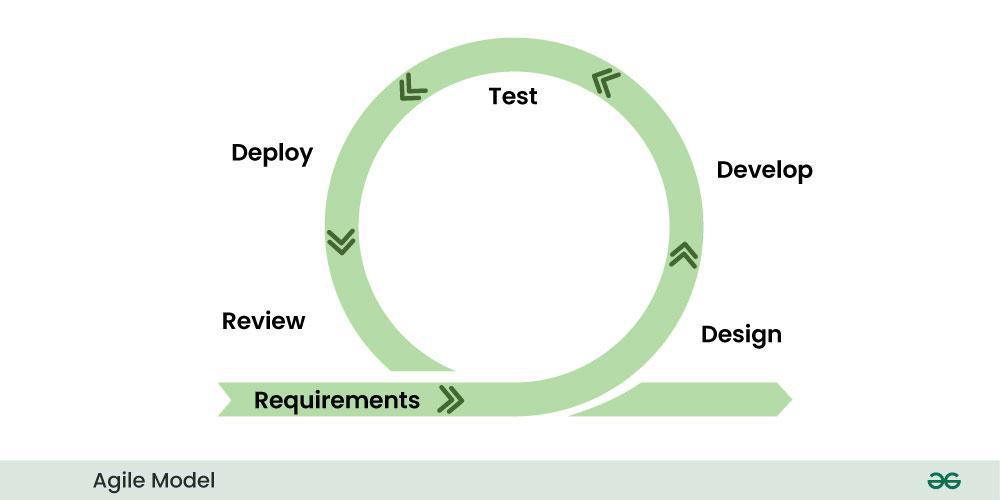 Test
Deploy
Develop
Review
Design
Requirements
Agile Model